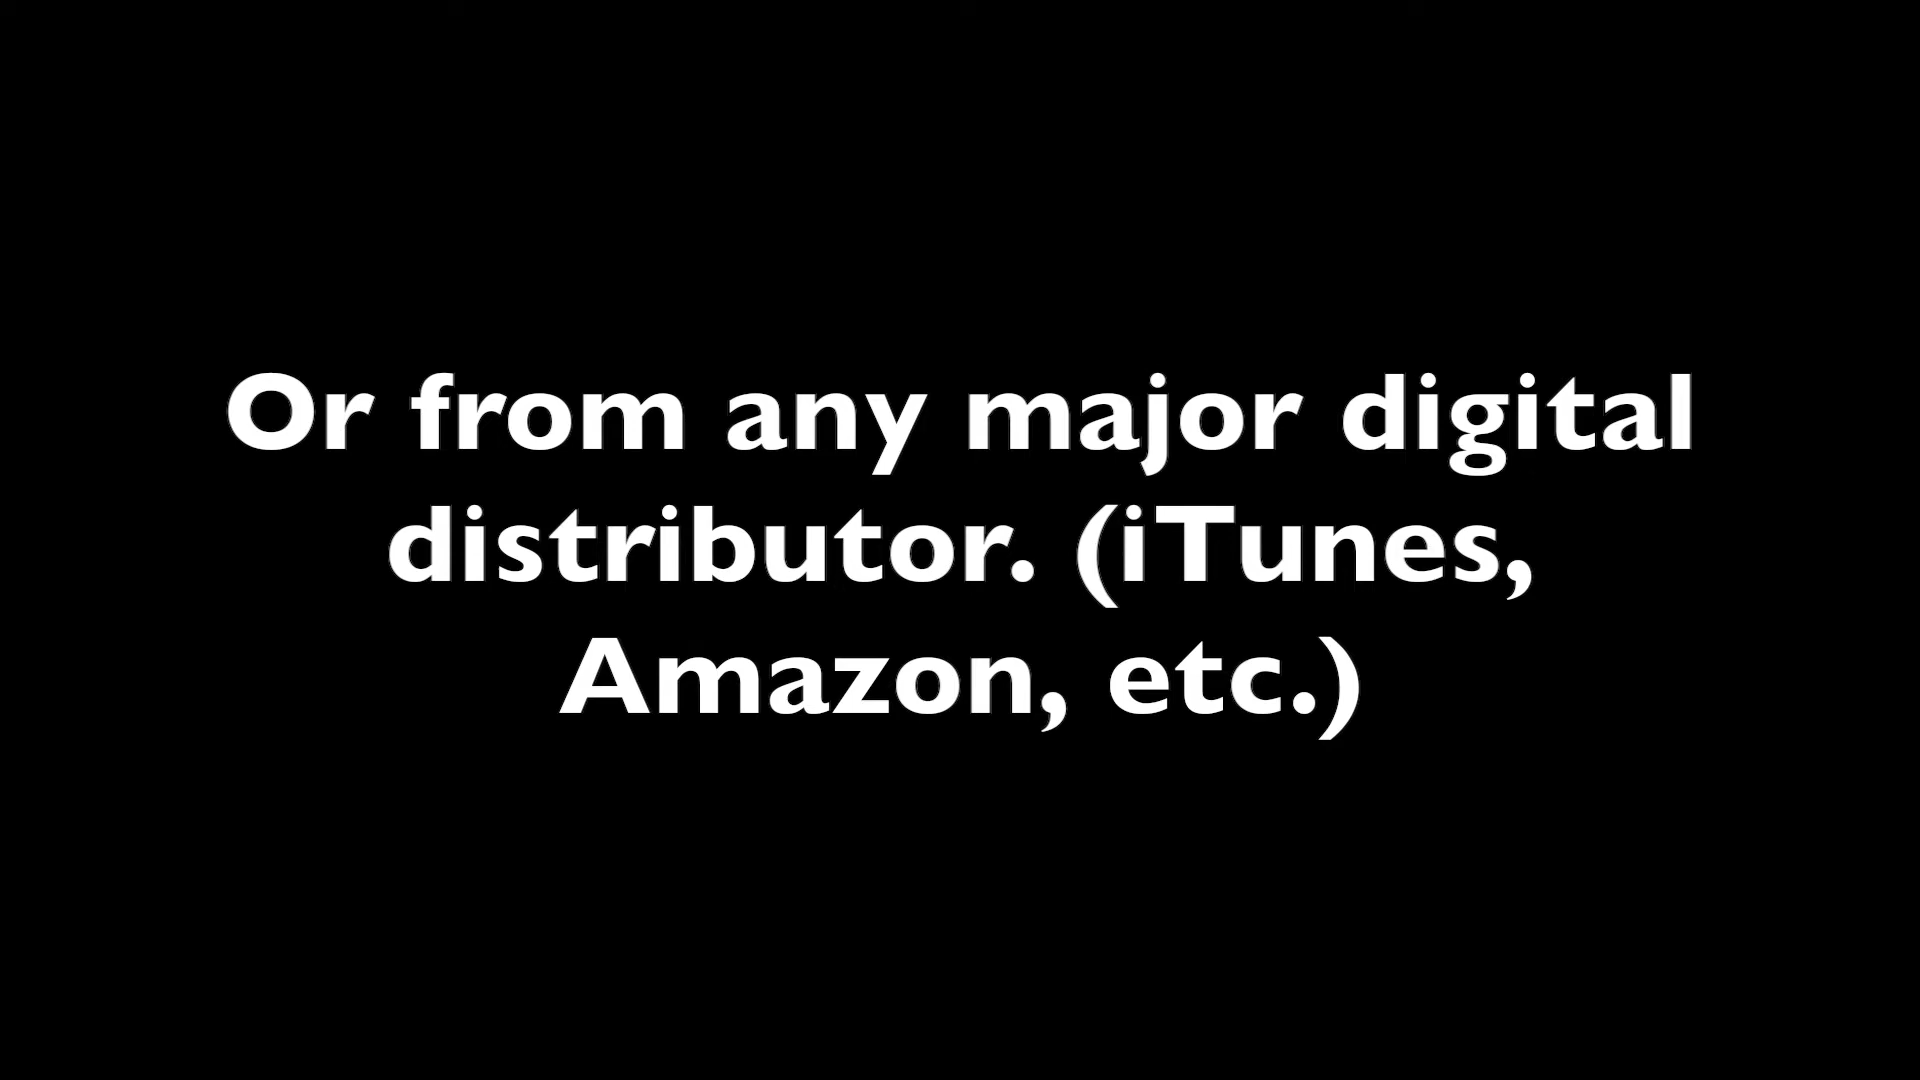 Or from any major digital
distributor. (iTunes,
Amazon, etc.)